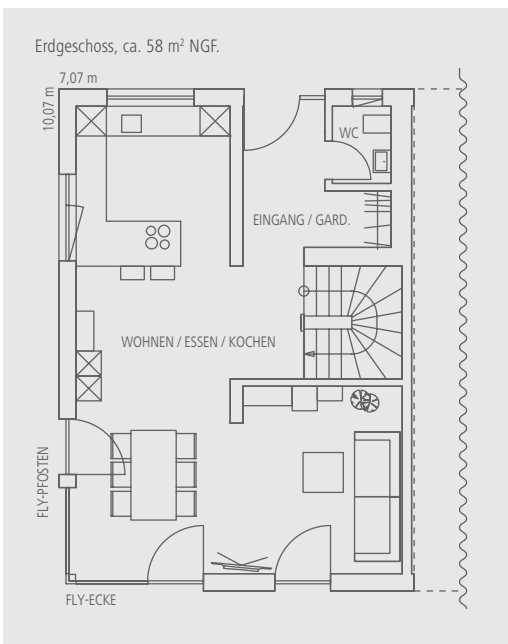 Erdgeschoss, ca. 58 m² NGF.
7,07 m
10,07 m
WC
EINGANG / GARD.
WOHNEN / ESSEN / KOCHEN
FLY-PFOSTEN
FLY-ECKE